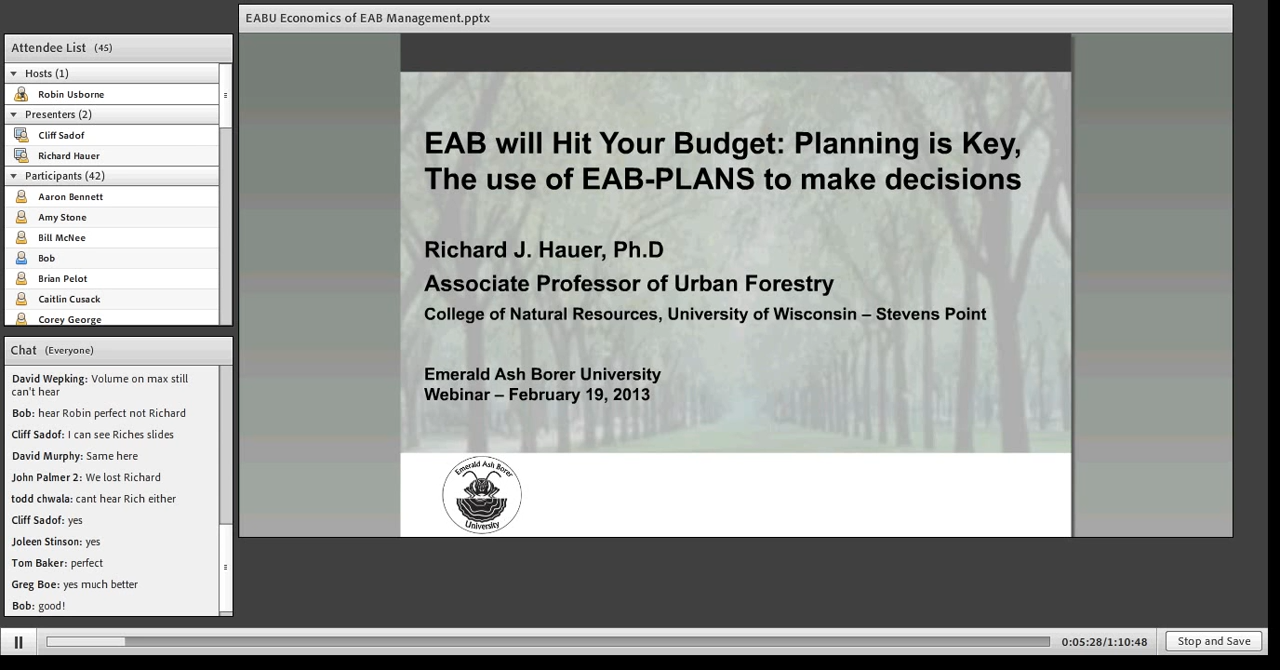 EABU Economics of EAB Management.pptx
Attendee List (45)
Hosts (1)
Robin Usborne
Presenters (2)
Cliff Sadof
Richard Hauer
Participants (42)
Aaron Bennett
Amy Stone
Bill McNee
Bob
Brian Pelot
Caitlin Cusack
Corey George
Chat (Everyone)
David Wepking: Volume on max still
can't hear
Bob: hear Robin perfect not Richard
Cliff Sadof: I can see Riches slides
David Murphy: Same here
John Palmer 2: We lost Richard
todd chwala: cant hear Rich either
Cliff Sadof: yes
Joleen Stinson: yes
Tom Baker: perfect
Greg Boe: yes much better
Bob: good!
EAB will Hit Your Budget: Planning is Key,
The use of EAB-PLANS to make decisions
Richard J. Hauer, Ph.D
Associate Professor of Urban Forestry
College of Natural Resources, University of Wisconsin – Stevens Point
Emerald Ash Borer University
Webinar – February 19, 2013
Emerald Ash Borer
University
0:05:28/1:10:48
Stop and Save